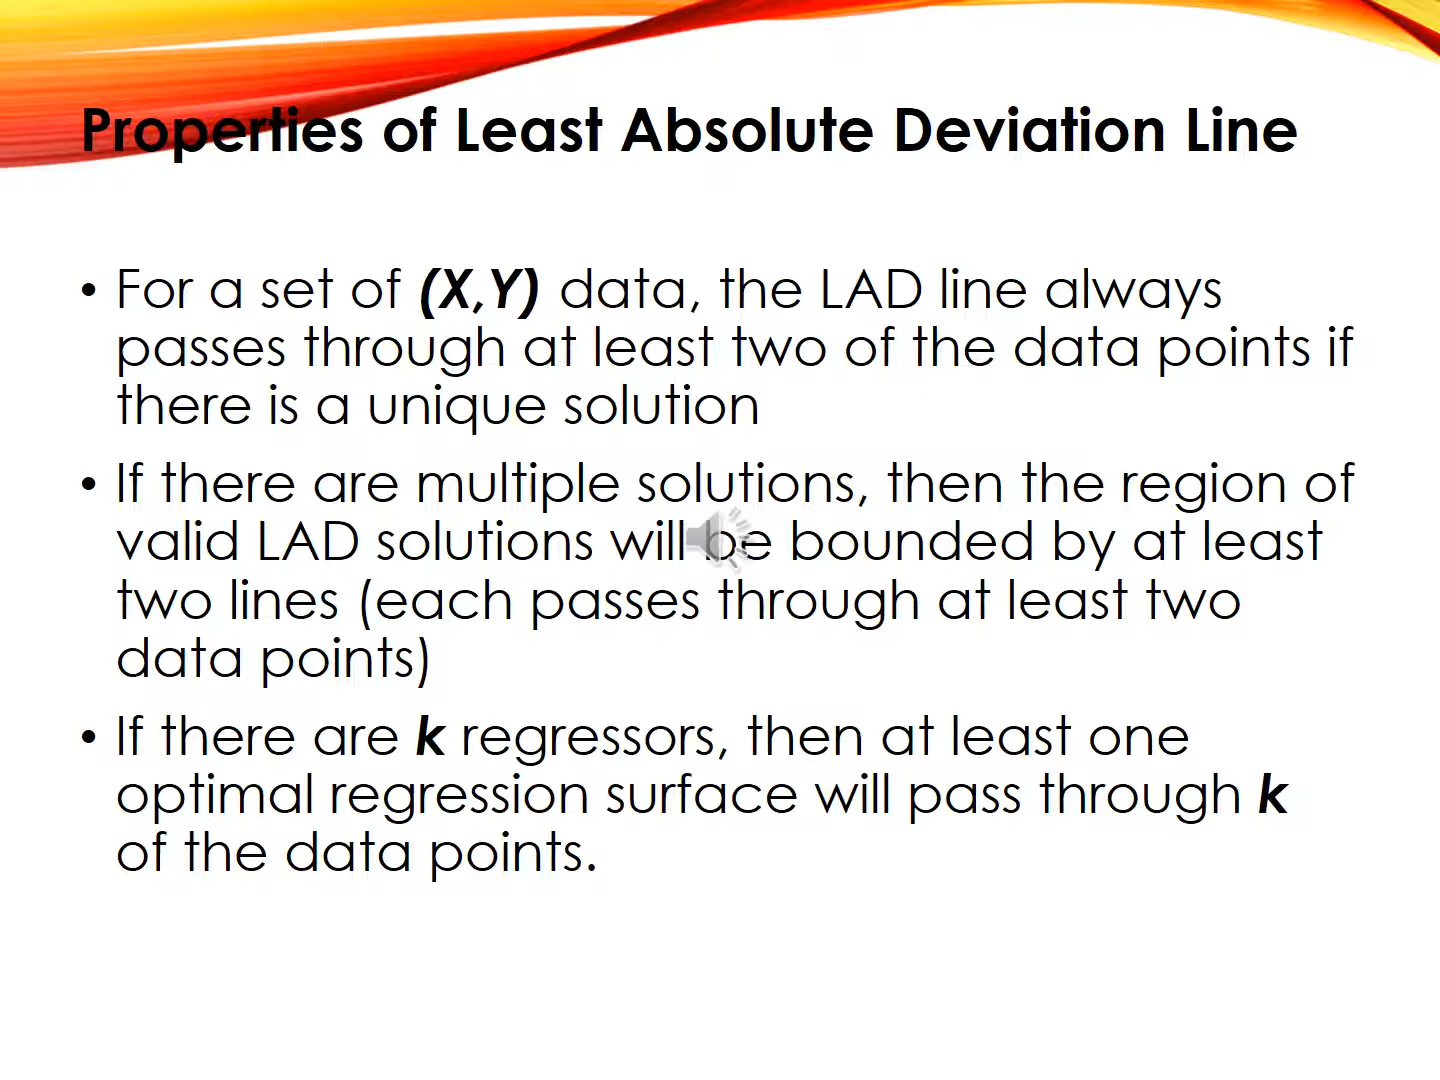 Properties of Least Absolute Deviation Line
• For a set of (X,Y) data, the LAD line always
passes through at least two of the data points if
there is a unique solution
• If there are multiple solutions, then the region of
valid LAD solutions will be bounded by at least
two lines (each passes through at least two
data points)
• If there are k regressors, then at least one
optimal regression surface will pass through k
of the data points.